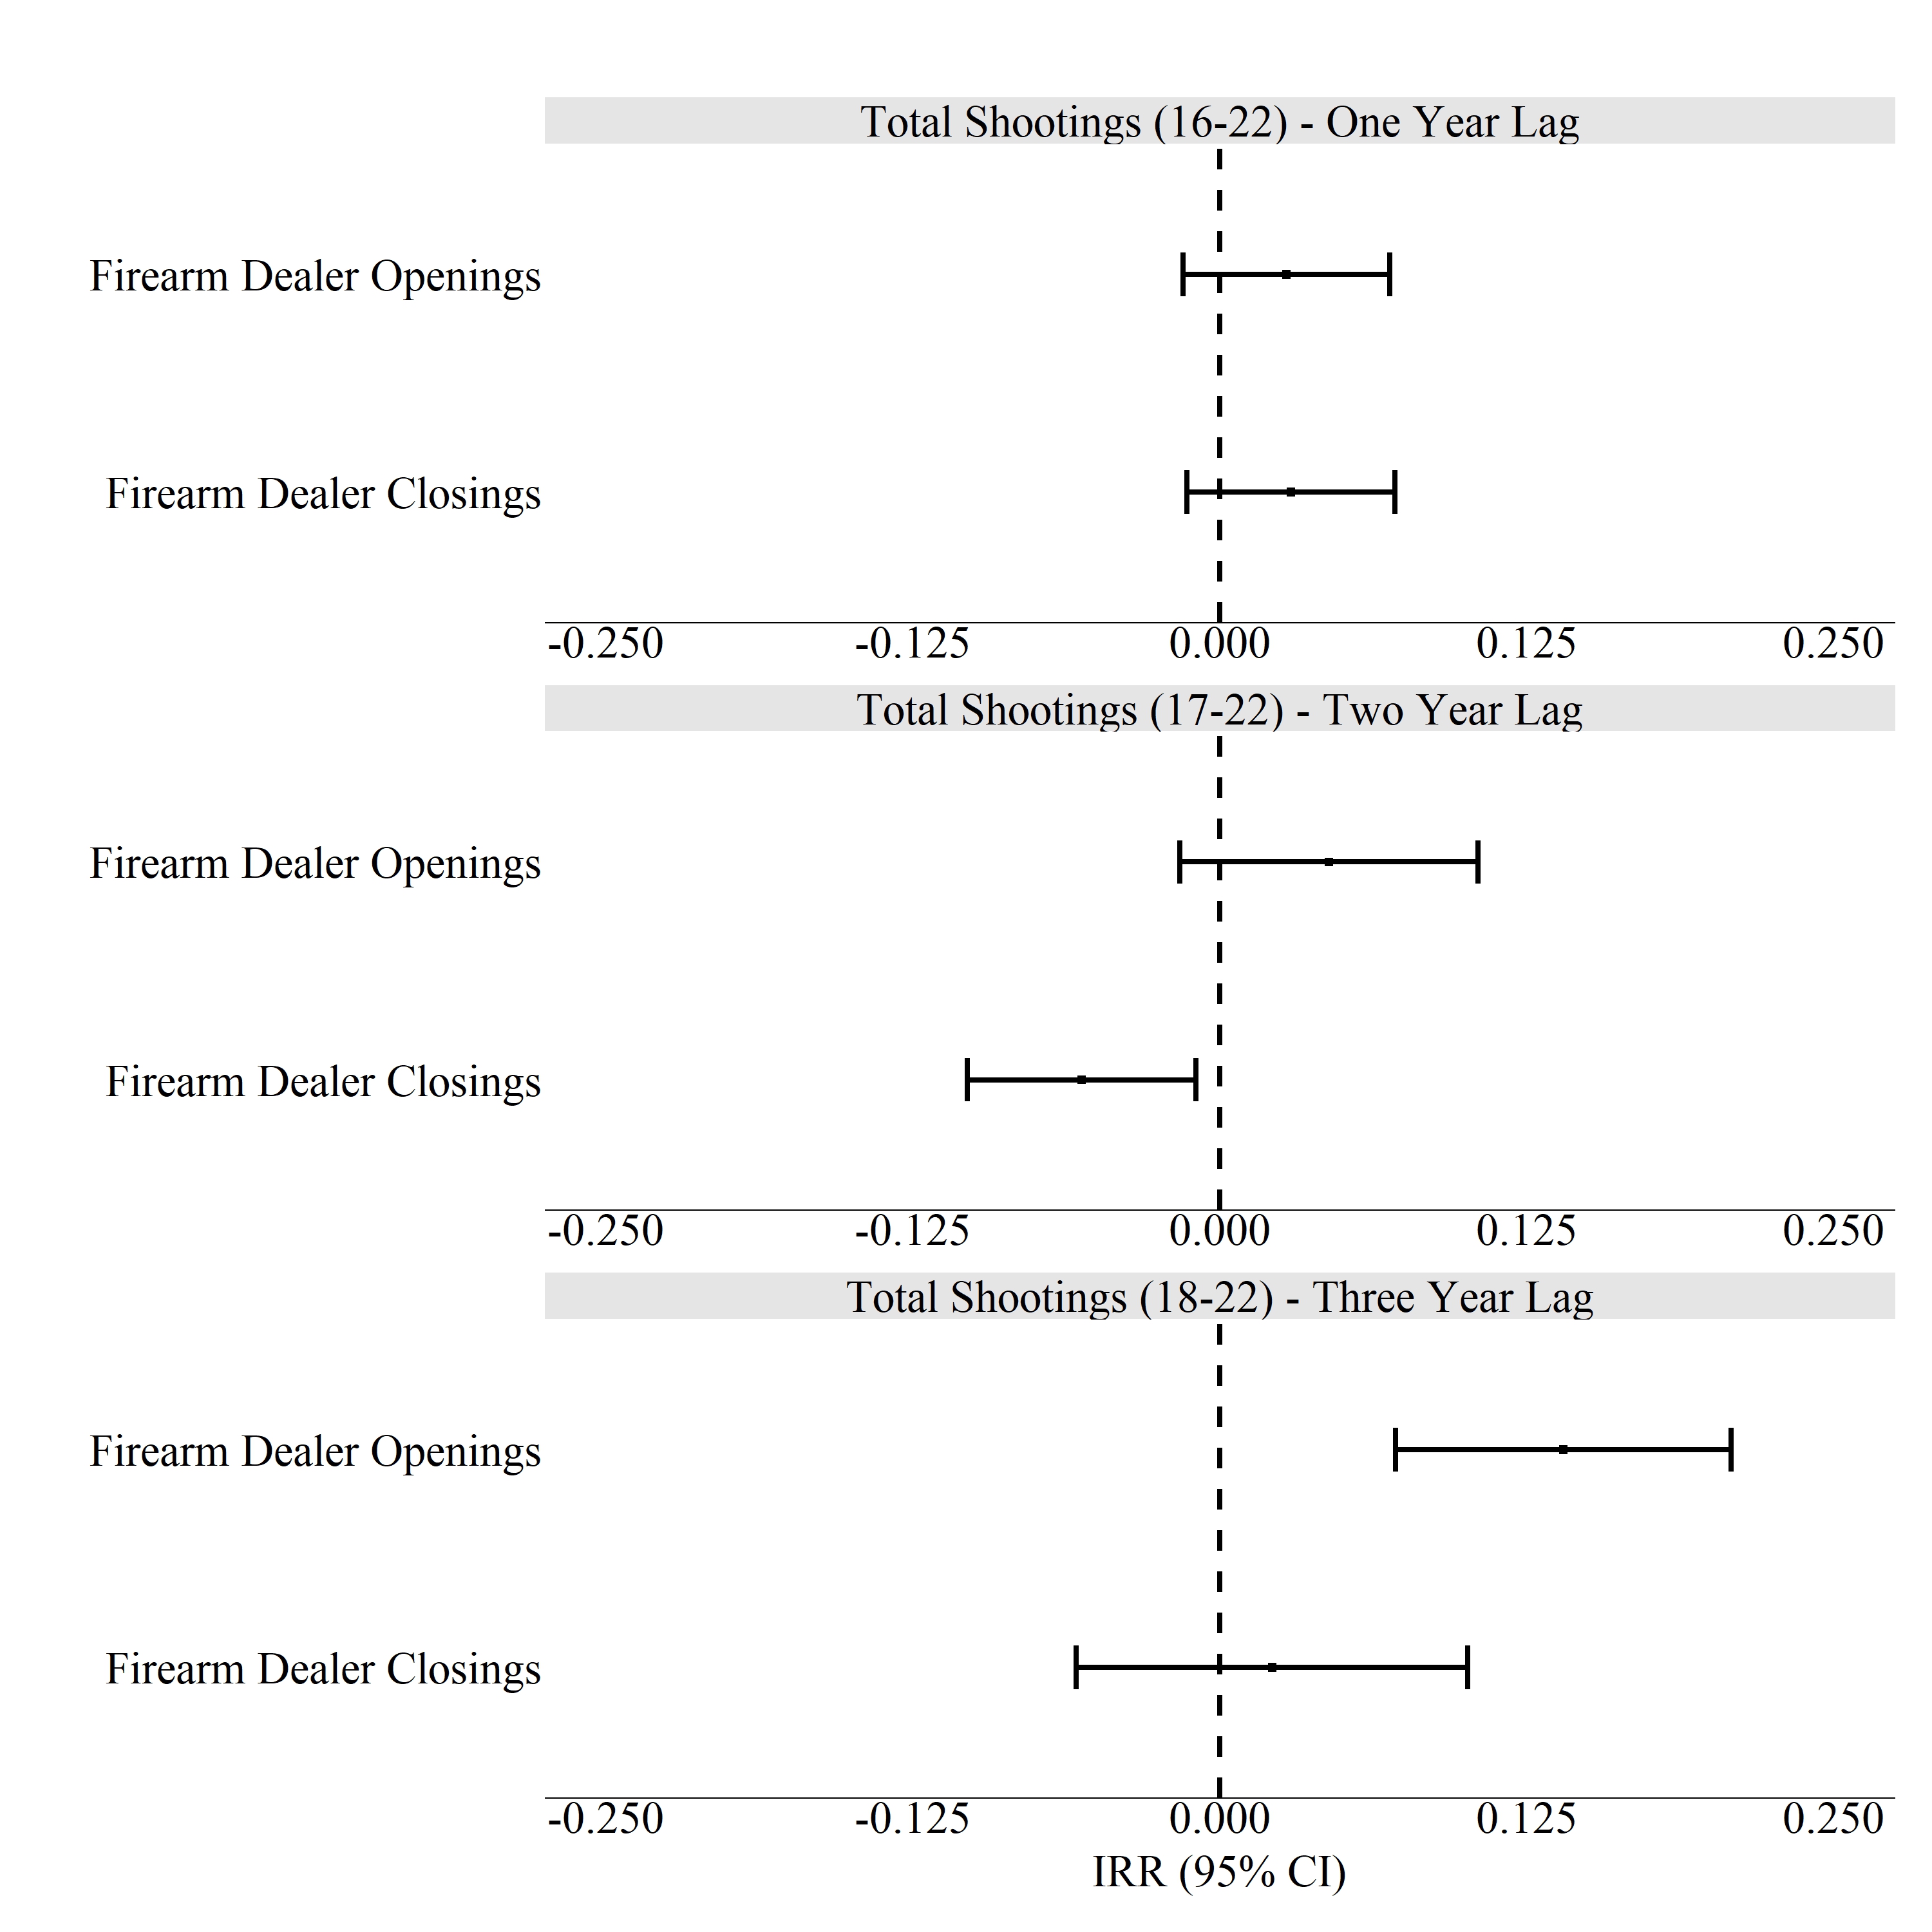 Total Shootings (16-22) - One Year Lag
Firearm Dealer Openings
Firearm Dealer Closings
-0.250 -0.125 0.000 0.125 0.250
Total Shootings (17-22) - Two Year Lag
Firearm Dealer Openings
Firearm Dealer Closings
-0.250 -0.125 0.000 0.125 0.250
Total Shootings (18-22) - Three Year Lag
Firearm Dealer Openings
Firearm Dealer Closings
-0.250 -0.125 0.000 0.125 0.250
IRR (95% CI)